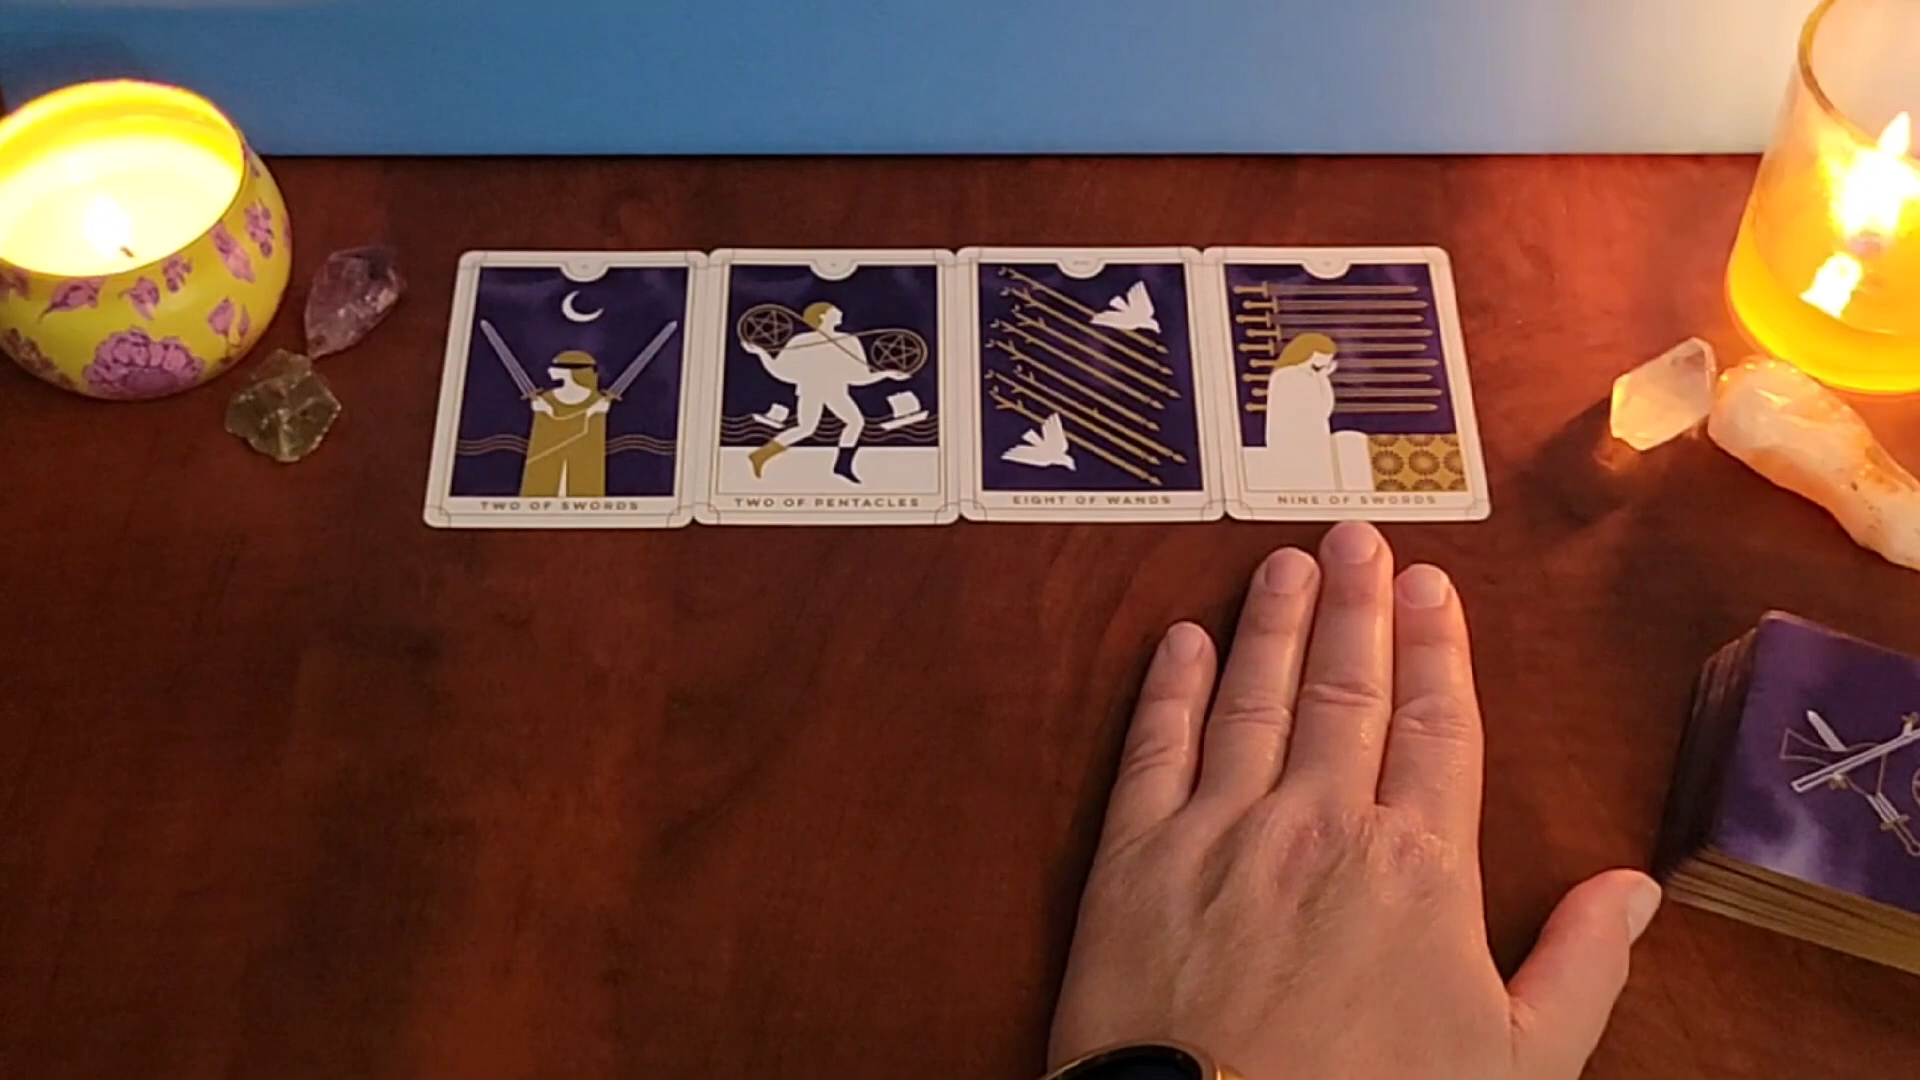 TWO OF SWORDS
TWO OF PENTACLES
EIGHT OF WANDS
NINE OF SWORDS